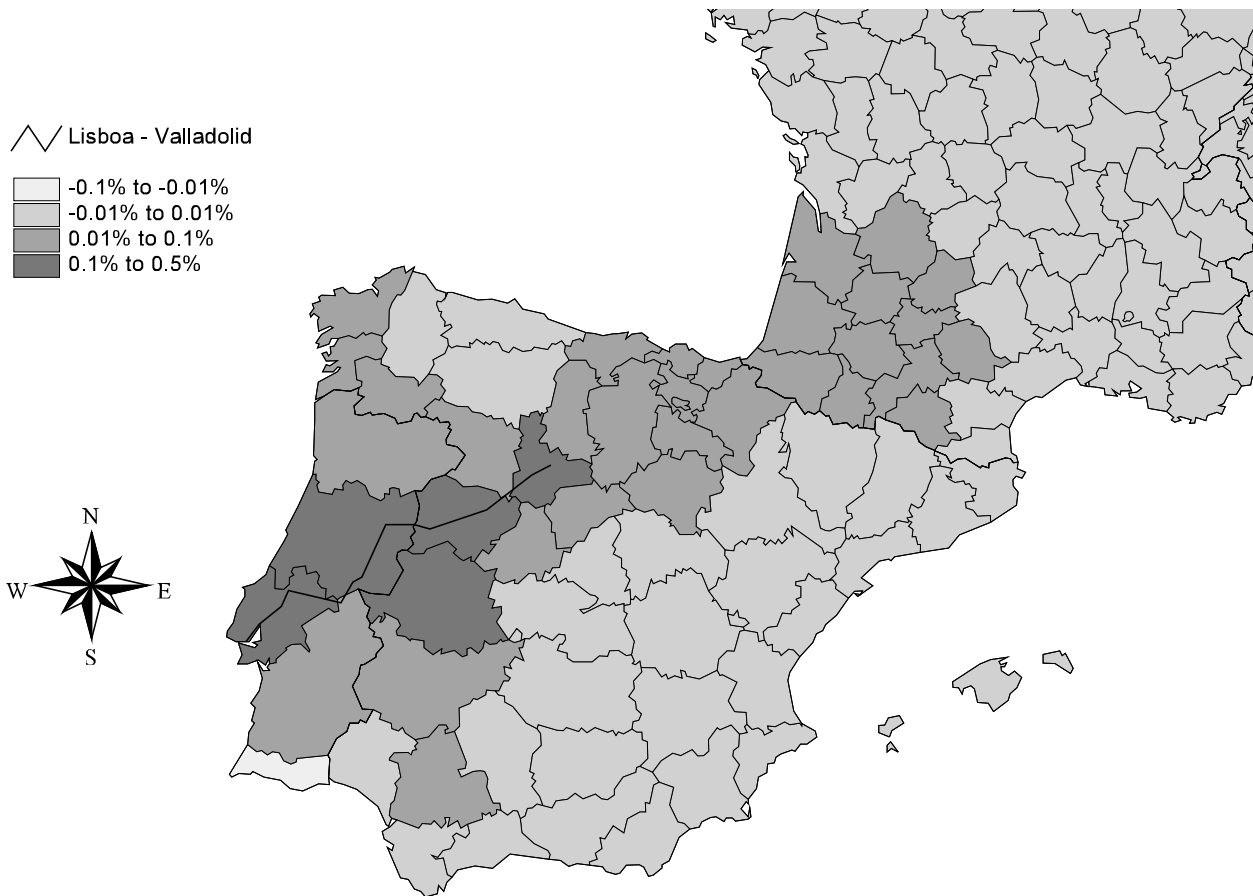 Lisboa - Valladolid
-0.1% to -0.01%
-0.01% to 0.01%
0.01% to 0.1%
0.1% to 0.5%
N
W E
S